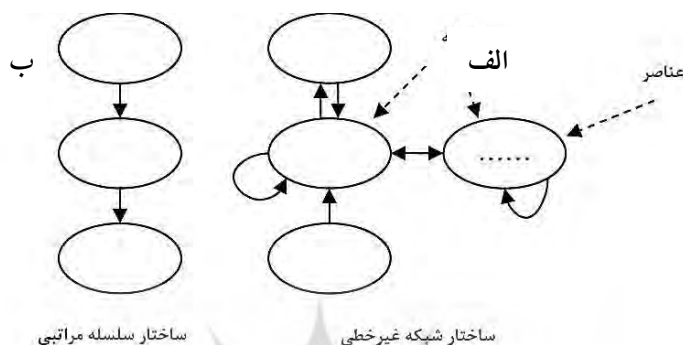 الف
ب
عناصر
......
ساختار شبکه غیرخطی
ساختار سلسله مراتبی